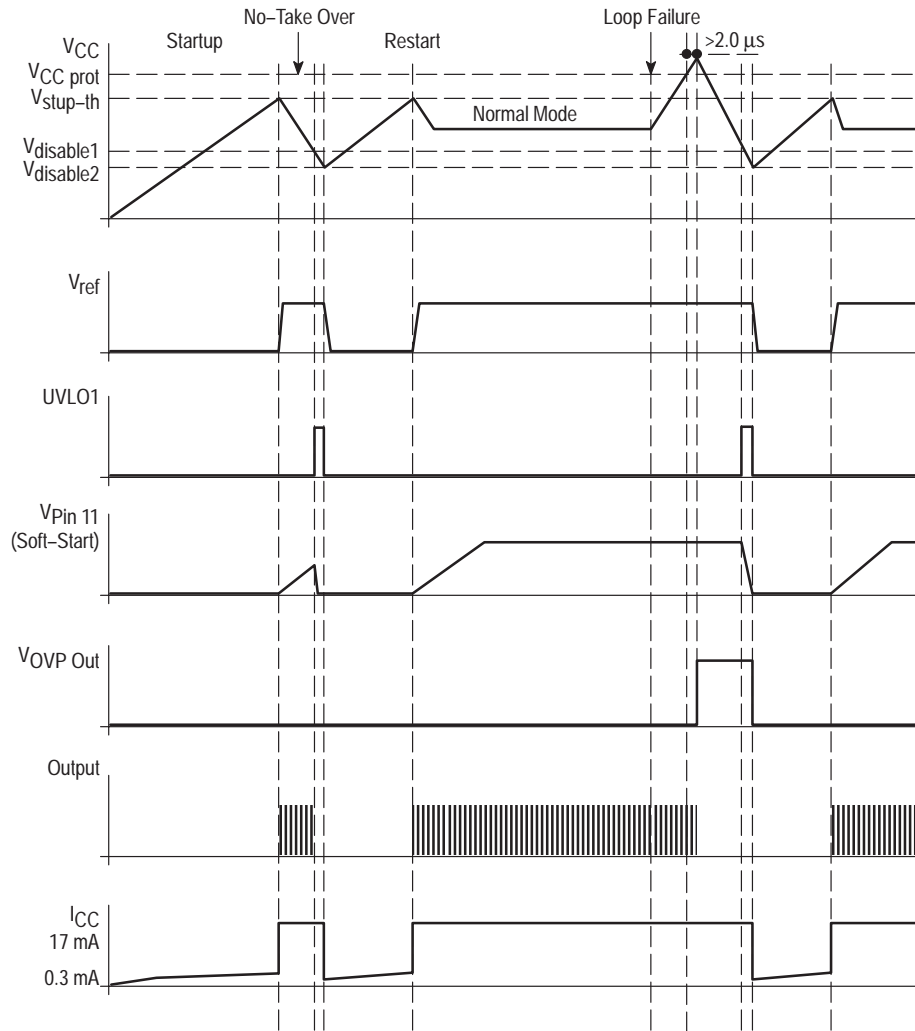 No–Take Over
Loop Failure
Startup
Restart
>2.0 µs
VCC
VCC prot
Vstup–th
Normal Mode
Vdisable1
Vdisable2
Vref
UVLO1
VPin 11
(Soft–Start)
VOVP Out
Output
ICC
17 mA
0.3 mA